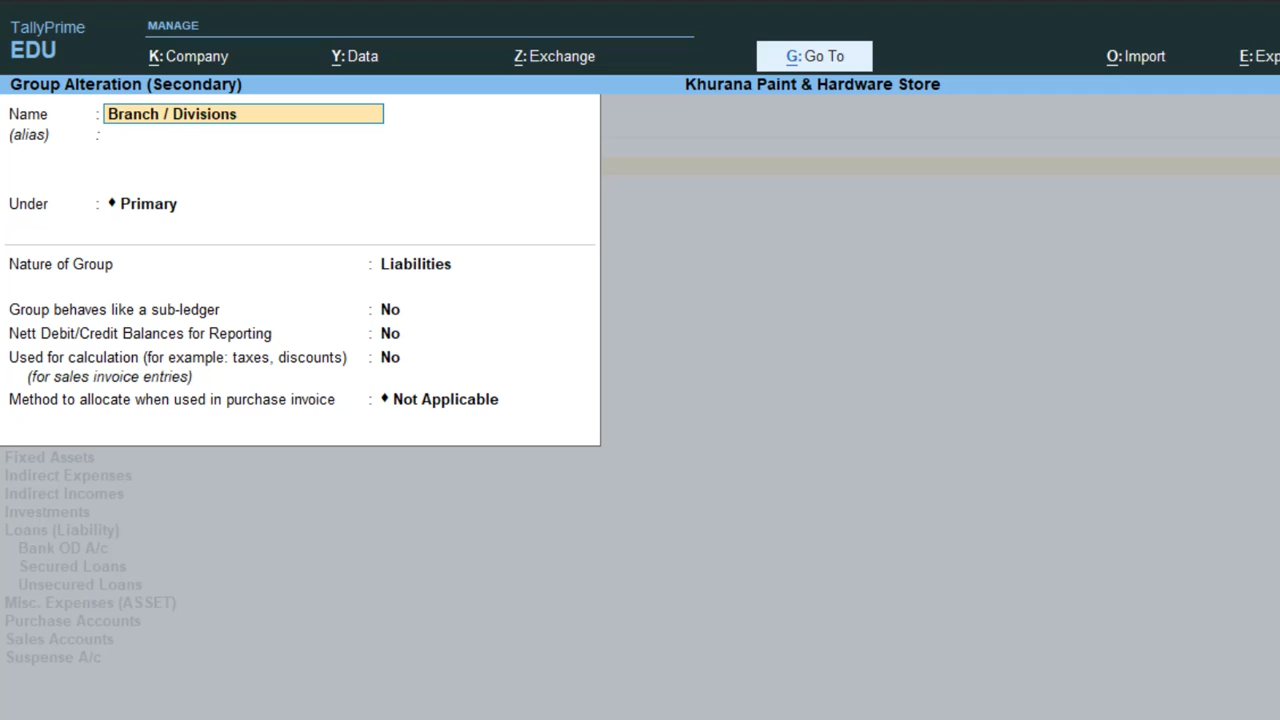 TallyPrime
EDU
MANAGE
K: Company
Y: Data
Z: Exchange
G: Go To
O: Import
E: Exp
Group Alteration (Secondary)
Khurana Paint & Hardware Store
Name : Branch / Divisions
(alias) :
Under : ♦ Primary
Nature of Group : Liabilities
Group behaves like a sub-ledger : No
Nett Debit/Credit Balances for Reporting : No
Used for calculation (for example: taxes, discounts) : No
(for sales invoice entries)
Method to allocate when used in purchase invoice : ♦ Not Applicable
Fixed Assets
Indirect Expenses
Indirect Incomes
Investments
Loans (Liability)
Bank OD A/c
Secured Loans
Unsecured Loans
Misc. Expenses (ASSET)
Purchase Accounts
Sales Accounts
Suspense A/c